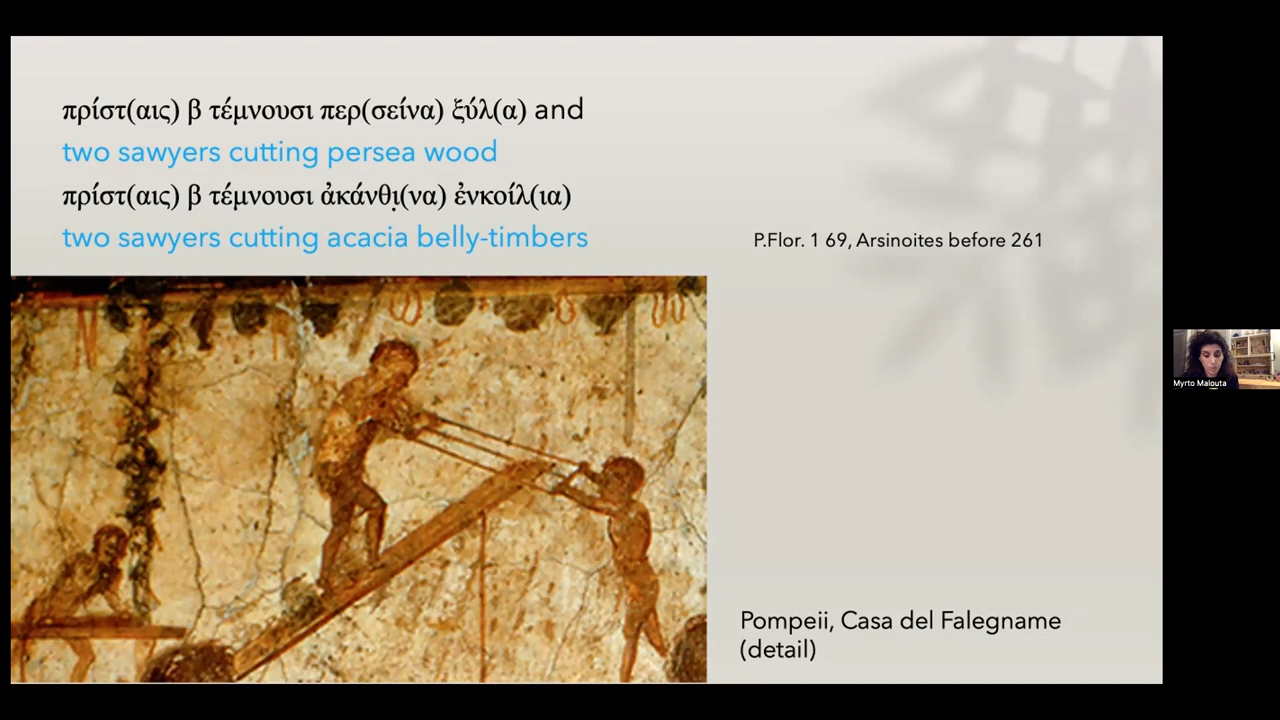 πρίστ(αις) β τέμνουσι περ(σείνα) ξύλ(α) and
two sawyers cutting persea wood
πρίστ(αις) β τέμνουσι ἀκάνθι̣(να) ἐνκοίλ(ια)
two sawyers cutting acacia belly-timbers
P.Flor. 1 69, Arsinoites before 261
Myrto Malouta
Pompeii, Casa del Falegname
(detail)